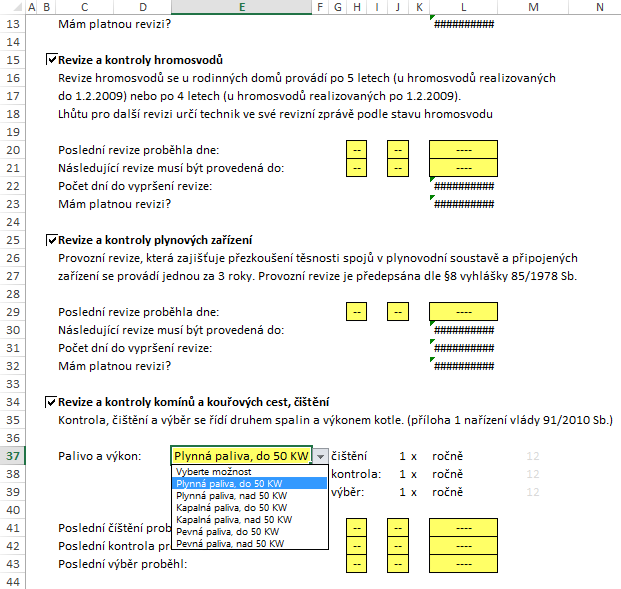 A B C D E F G H I J K L M N
13 Mám platnou revizi? ##########
14
15 Revize a kontroly hromosvodů
16 Revize hromosvodů se u rodinných domů provádí po 5 letech (u hromosvodů realizovaných
17 do 1.2.2009) nebo po 4 letech (u hromosvodů realizovaných po 1.2.2009).
18 Lhůtu pro další revizi určí technik ve své revizní zprávě podle stavu hromosvodu
19
20 Poslední revize proběhla dne: -- -- ----
21 Následující revize musí být provedená do: -- -- ----
22 Počet dní do vypršení revize: ##########
23 Mám platnou revizi? ##########
24
25 Revize a kontroly plynových zařízení
26 Provozní revize, která zajišťuje přezkoušení těsnosti spojů v plynovodní soustavě a připojených
27 zařízení se provádí jednou za 3 roky. Provozní revize je předepsána dle §8 vyhlášky 85/1978 Sb.
28
29 Poslední revize proběhla dne: -- -- ----
30 Následující revize musí být provedená do: ##########
31 Počet dní do vypršení revize: ##########
32 Mám platnou revizi? ##########
33
34 Revize a kontroly komínů a kouřových cest, čištění
35 Kontrola, čištění a výběr se řídí druhem spalin a výkonem kotle. (příloha 1 nařízení vlády 91/2010 Sb.)
36
37 Palivo a výkon: Plynná paliva, do 50 KW čištění 1 x ročně 12
Vyberte možnost
38 Plynná paliva, do 50 KW kontrola: 1 x ročně 12
Plynná paliva, nad 50 KW
39 výběr: 1 x ročně 12
Kapalná paliva, do 50 KW
40 Kapalná paliva, nad 50 KW
41 Poslední čištění prob Pevná paliva, do 50 KW -- -- ----
42 Poslední kontrola pr Pevná paliva, nad 50 KW -- -- ----
43 Poslední výběr proběhl: -- -- ----
44